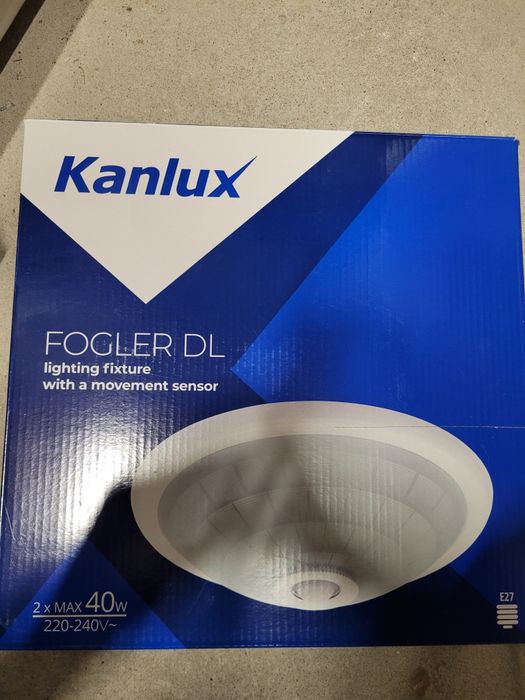 Kanlux
FOGLER DL
lighting fixture
with a movement sensor
2 x MAX 40W
220-240V~
E27